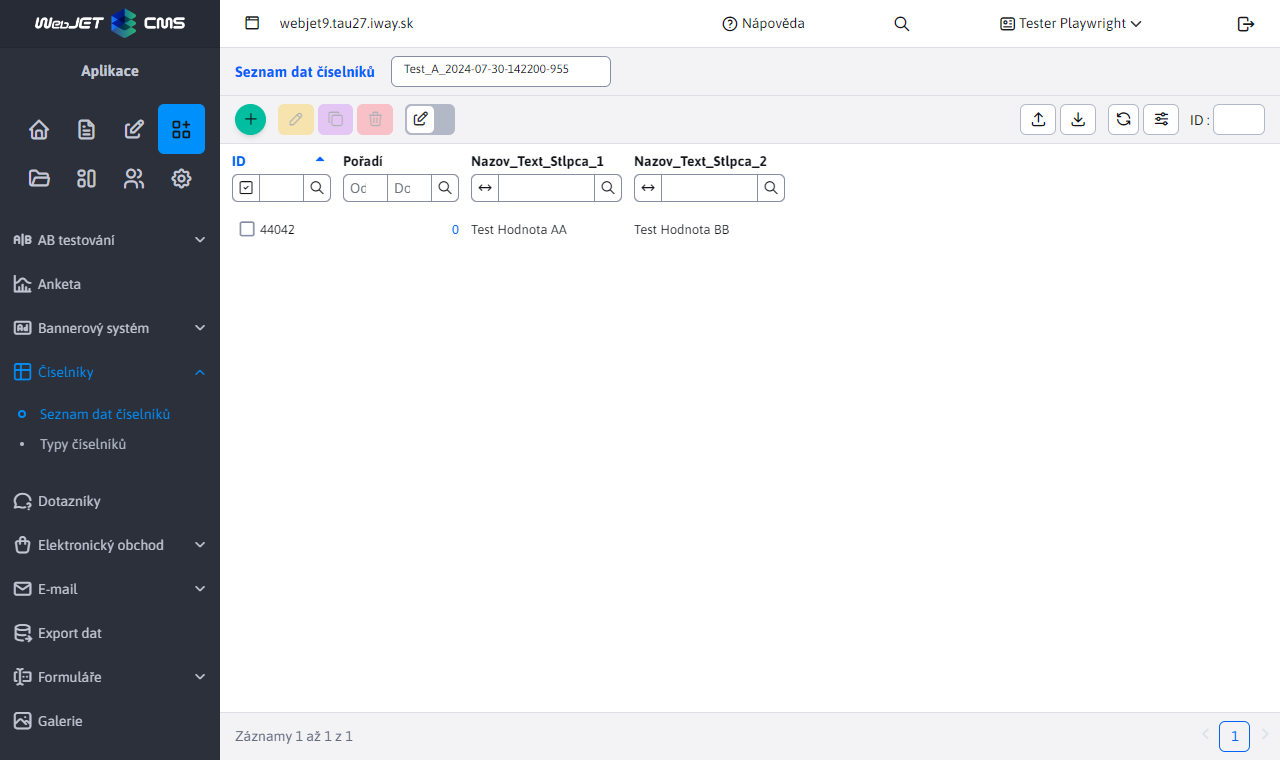 WebJET CMS
webjet9.tau27.iway.sk
Nápověda
Tester Playwright
Aplikace
Seznam dat číselníků
Test_A_2024-07-30-142200-955
ID :
ID
Pořadí
Nazov_Text_Stlpca_1
Nazov_Text_Stlpca_2
Od
Do
44042
0
Test Hodnota AA
Test Hodnota BB
A|B AB testování
Anketa
Ad Bannerový systém
Číselníky
Seznam dat číselníků
Typy číselníků
Dotazníky
Elektronický obchod
E-mail
Export dat
Formuláře
Galerie
Záznamy 1 až 1 z 1
1